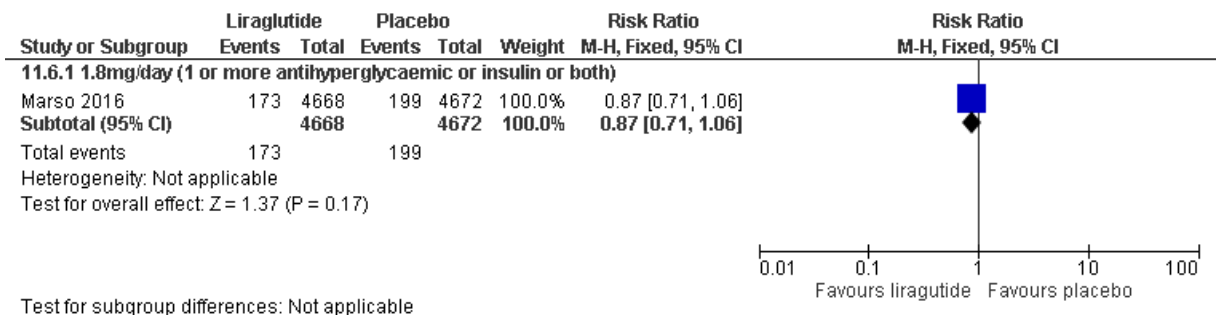 Liraglutide Placebo Risk Ratio Risk Ratio
Study or Subgroup Events Total Events Total Weight M-H, Fixed, 95% CI M-H, Fixed, 95% CI
11.6.1 1.8mg/day (1 or more antihyperglycaemic or insulin or both)
Marso 2016 173 4668 199 4672 100.0% 0.87 [0.71, 1.06]
Subtotal (95% CI) 4668 4672 100.0% 0.87 [0.71, 1.06]
Total events 173 199
Heterogeneity: Not applicable
Test for overall effect: Z = 1.37 (P = 0.17)
0.01 0.1 1 10 100
Favours liragutide Favours placebo
Test for subgroup differences: Not applicable